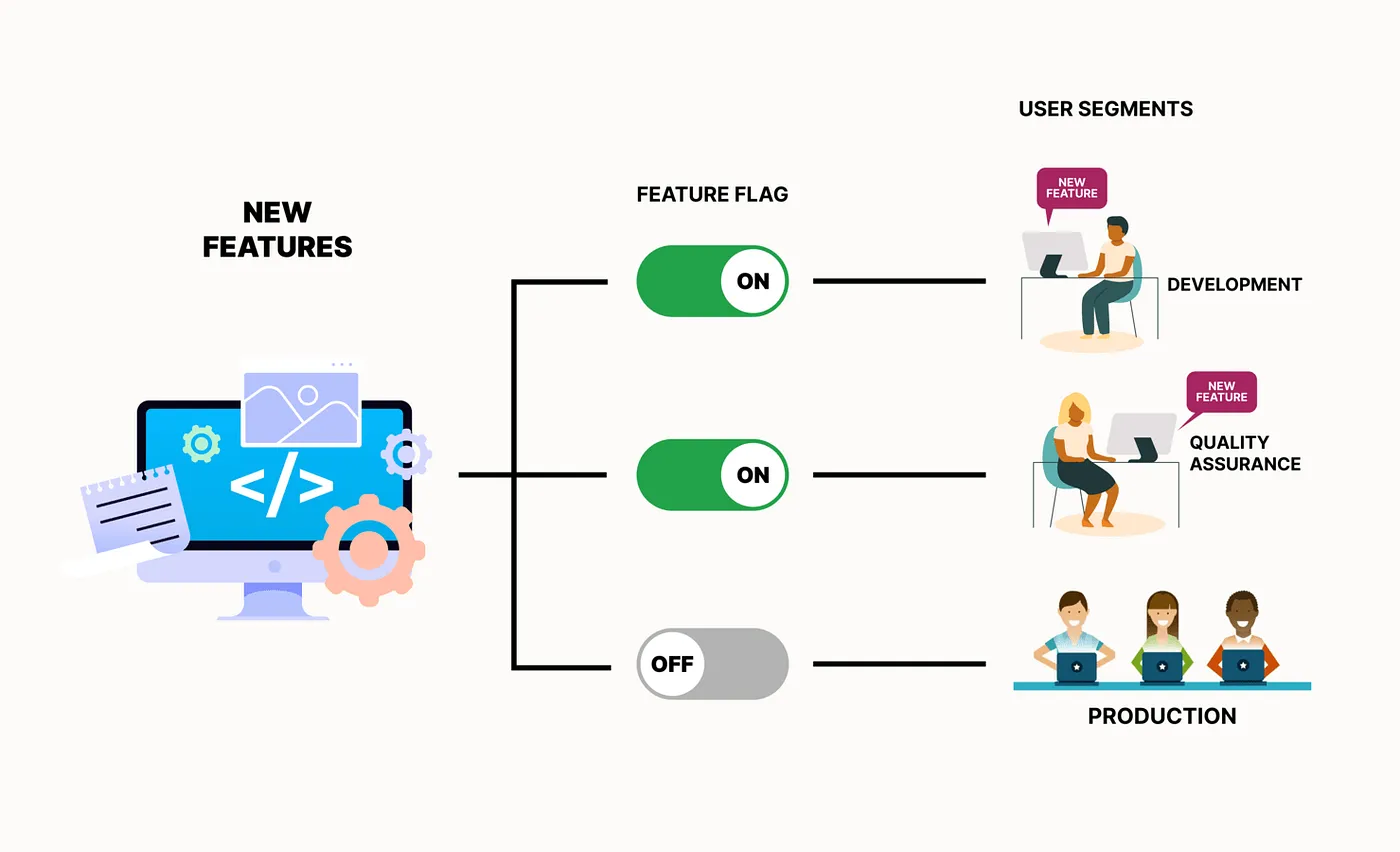 USER SEGMENTS
NEW
FEATURE
FEATURE FLAG
NEW
FEATURES
ON
DEVELOPMENT
NEW
FEATURE
</>
ON
QUALITY
ASSURANCE
OFF
PRODUCTION